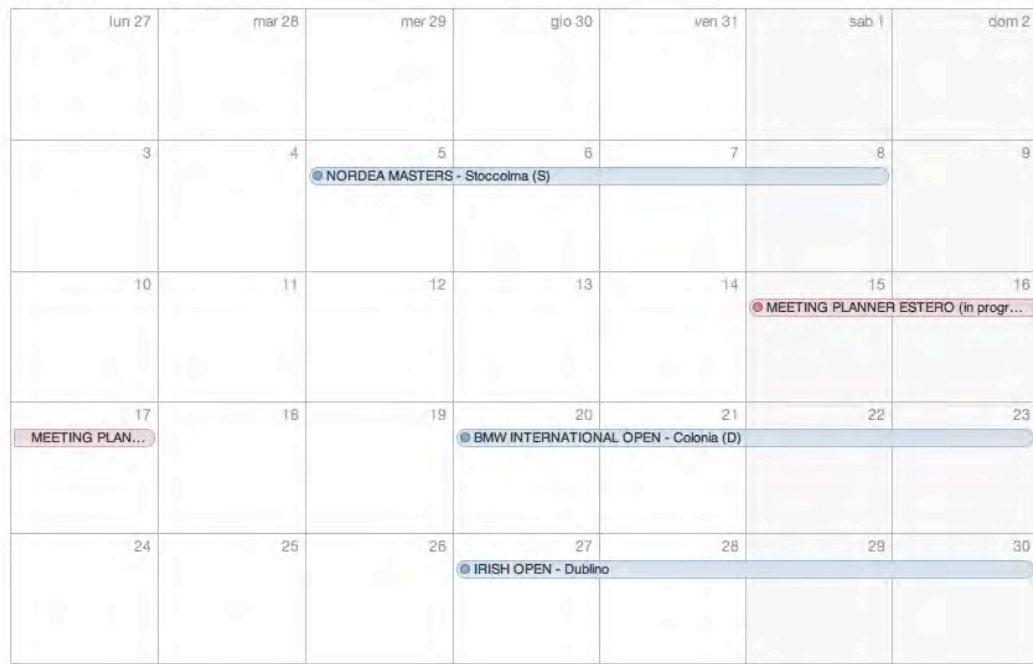 lun 27 mar 28 mer 29 gio 30 ven 31 sab 1 dom 2
3 4 5 6 7 8 9
NORDEA MASTERS - Stoccolma (S)
10 11 12 13 14 15 16
MEETING PLANNER ESTERO (in progr...
17 18 19 20 21 22 23
MEETING PLAN... BMW INTERNATIONAL OPEN - Colonia (D)
24 25 26 27 28 29 30
IRISH OPEN - Dublino